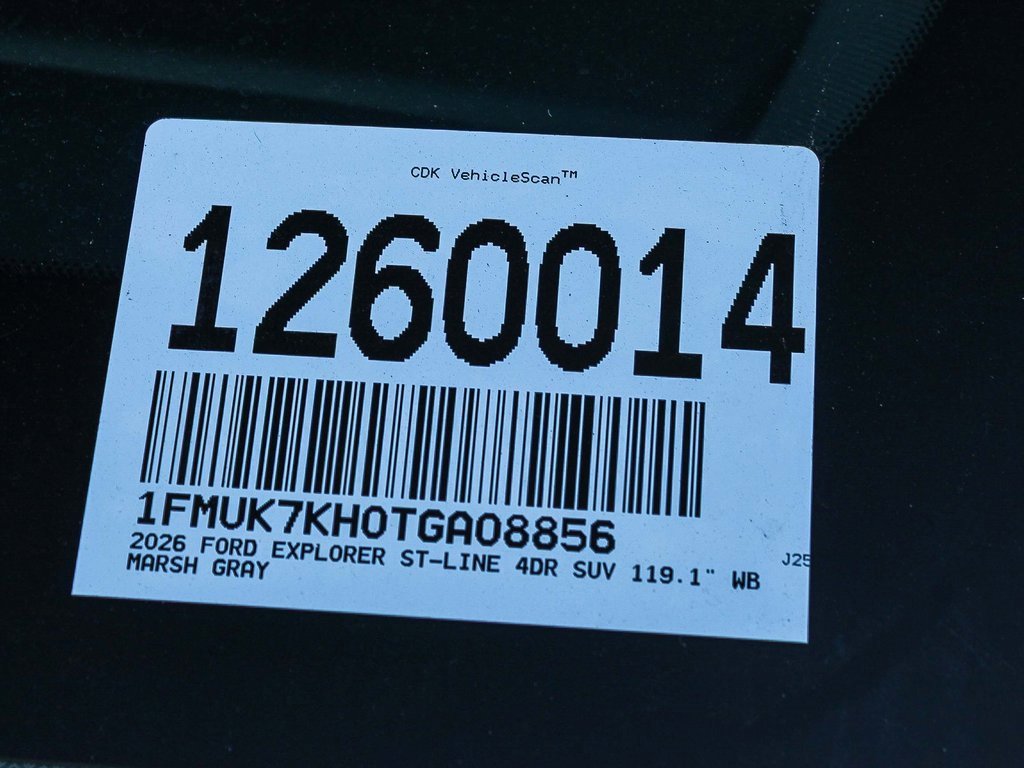 CDK VehicleScan™
1260014
1FMUK7KH0TGA08856
2026 FORD EXPLORER ST-LINE 4DR SUV 119.1" WB
J25
MARSH GRAY